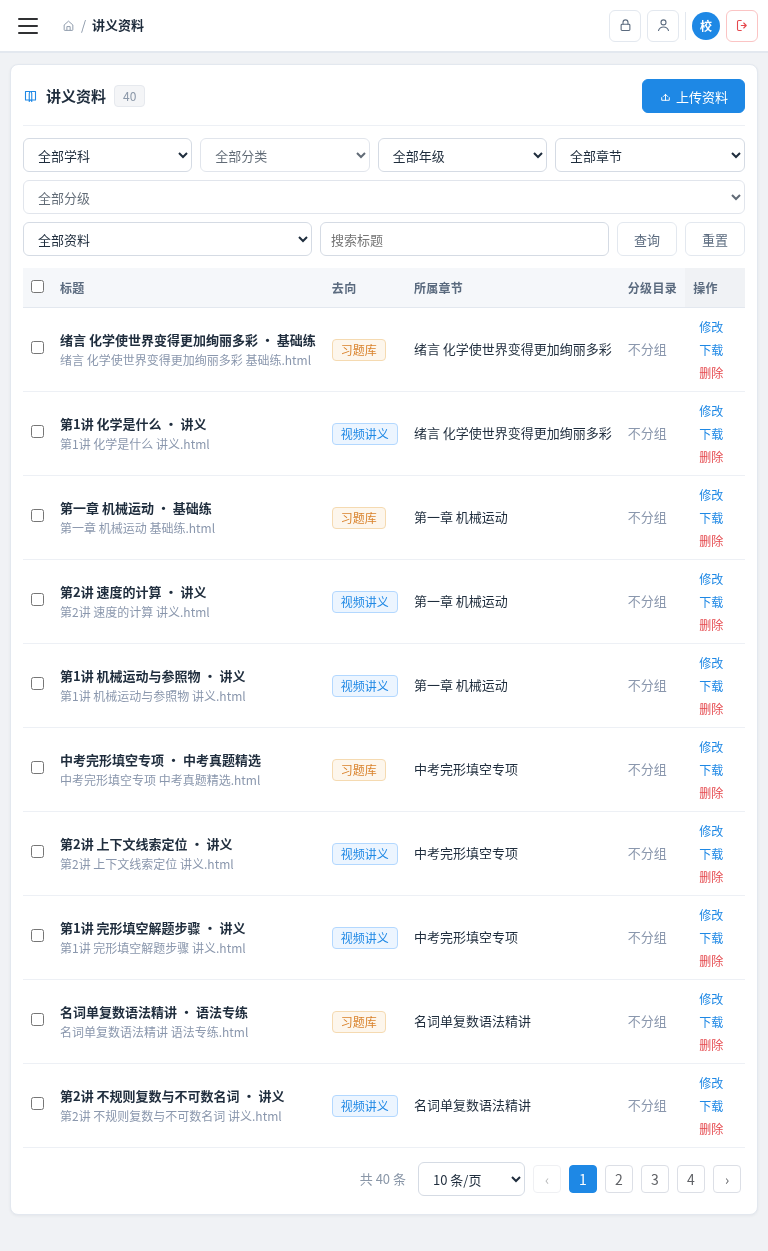 / 讲义资料
校
讲义资料 40
上传资料
全部学科 全部分类 全部年级 全部章节
全部分级
全部资料 搜索标题 查询 重置
标题 去向 所属章节 分级目录 操作
绪言 化学使世界变得更加绚丽多彩 · 基础练
绪言 化学使世界变得更加绚丽多彩 基础练.html
习题库 绪言 化学使世界变得更加绚丽多彩 不分组
修改
下载
删除
第1讲 化学是什么 · 讲义
第1讲 化学是什么 讲义.html
视频讲义 绪言 化学使世界变得更加绚丽多彩 不分组
修改
下载
删除
第一章 机械运动 · 基础练
第一章 机械运动 基础练.html
习题库 第一章 机械运动 不分组
修改
下载
删除
第2讲 速度的计算 · 讲义
第2讲 速度的计算 讲义.html
视频讲义 第一章 机械运动 不分组
修改
下载
删除
第1讲 机械运动与参照物 · 讲义
第1讲 机械运动与参照物 讲义.html
视频讲义 第一章 机械运动 不分组
修改
下载
删除
中考完形填空专项 · 中考真题精选
中考完形填空专项 中考真题精选.html
习题库 中考完形填空专项 不分组
修改
下载
删除
第2讲 上下文线索定位 · 讲义
第2讲 上下文线索定位 讲义.html
视频讲义 中考完形填空专项 不分组
修改
下载
删除
第1讲 完形填空解题步骤 · 讲义
第1讲 完形填空解题步骤 讲义.html
视频讲义 中考完形填空专项 不分组
修改
下载
删除
名词单复数语法精讲 · 语法专练
名词单复数语法精讲 语法专练.html
习题库 名词单复数语法精讲 不分组
修改
下载
删除
第2讲 不规则复数与不可数名词 · 讲义
第2讲 不规则复数与不可数名词 讲义.html
视频讲义 名词单复数语法精讲 不分组
修改
下载
删除
共 40 条 10 条/页 ‹ 1 2 3 4 ›